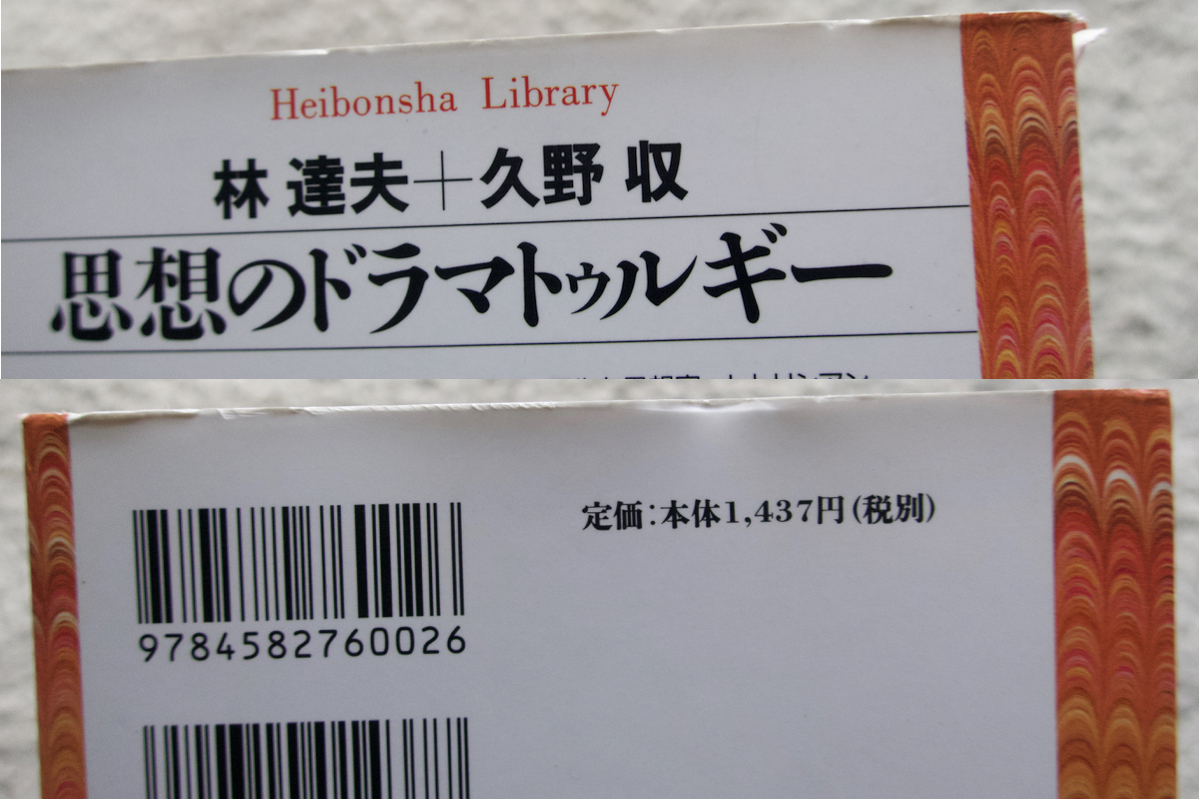 Heibonsha Library
林 達夫+久野 収
思想のドラマトゥルギー
定価:本体1,437円(税別)
9784582760026